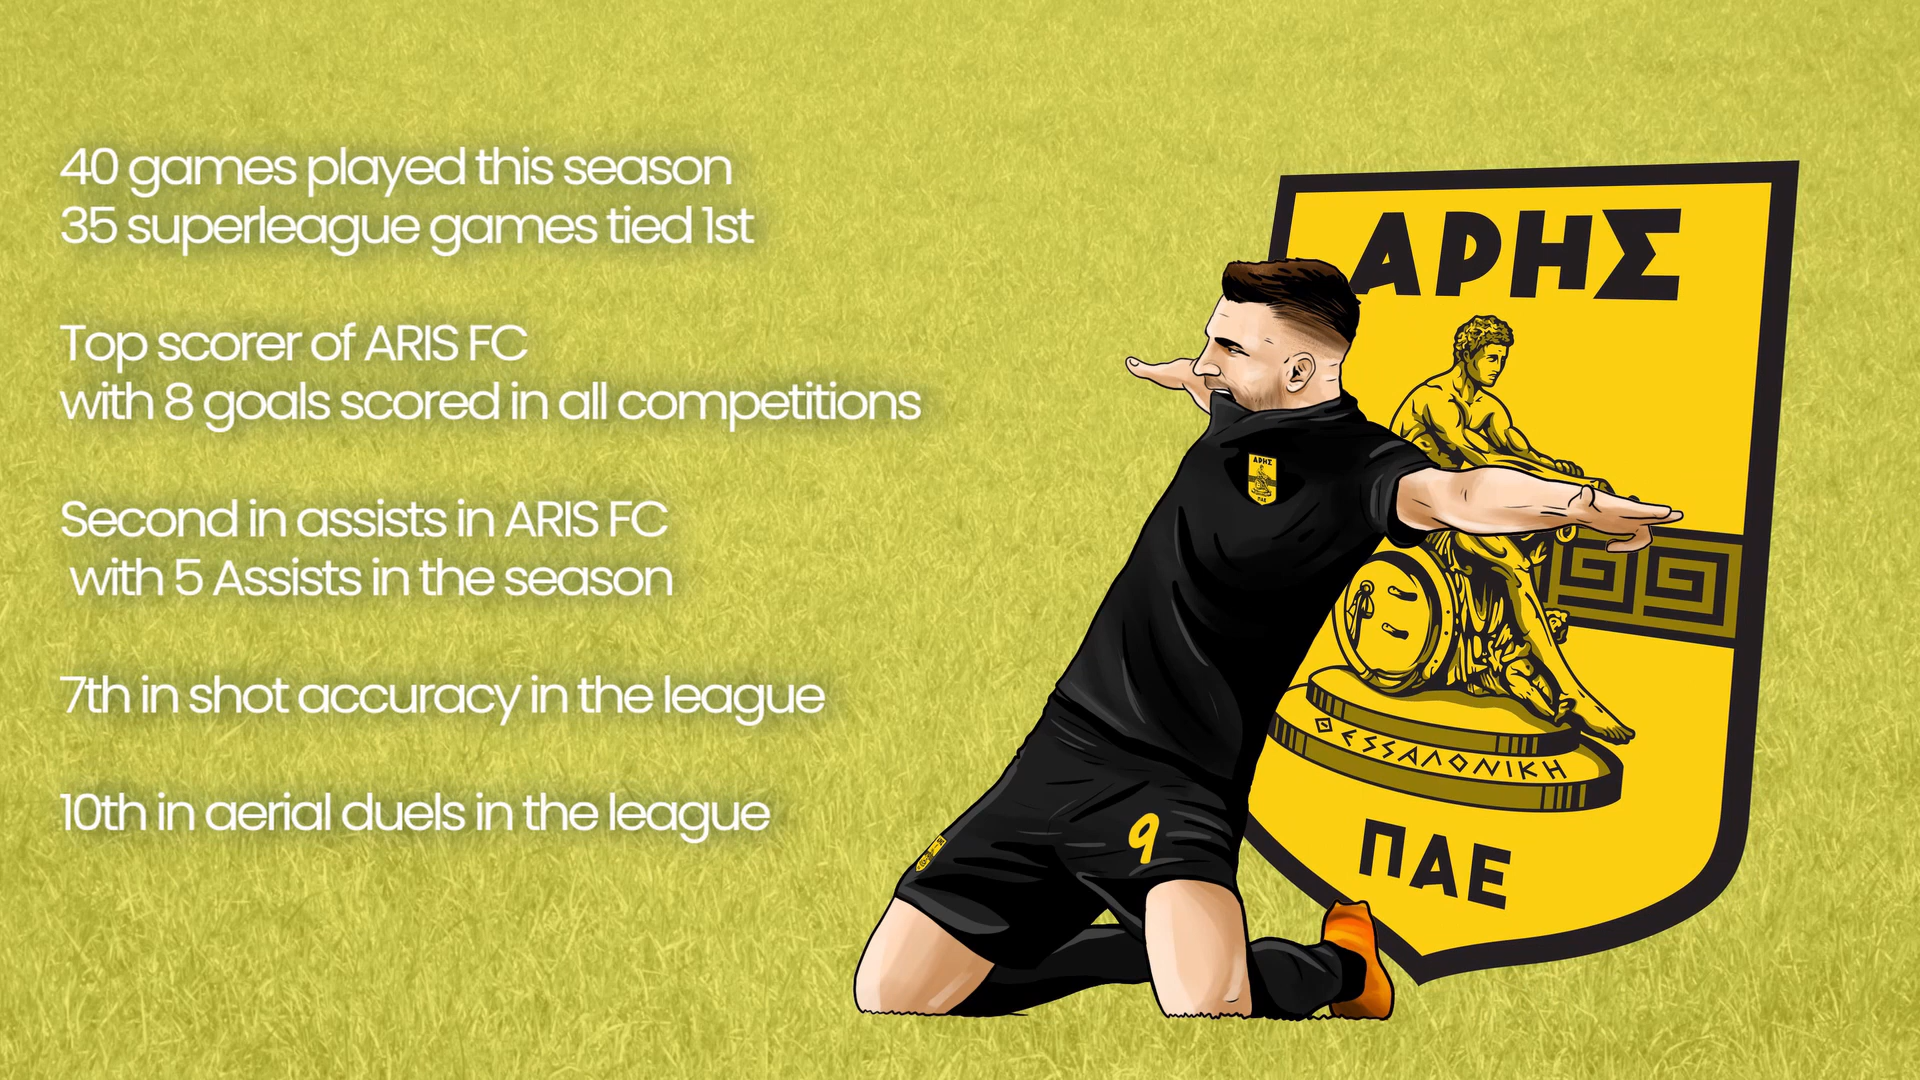 40 games played this season
35 superleague games tied 1st
Top scorer of ARIS FC
with 8 goals scored in all competitions
Second in assists in ARIS FC
with 5 Assists in the season
7th in shot accuracy in the league
10th in aerial duels in the league
ΑΡΗΣ
ΑΡΗΣ
ΠΑΕ
ΘΕΣΣΑΛΟΝΙΚΗ
9
ΠΑΕ